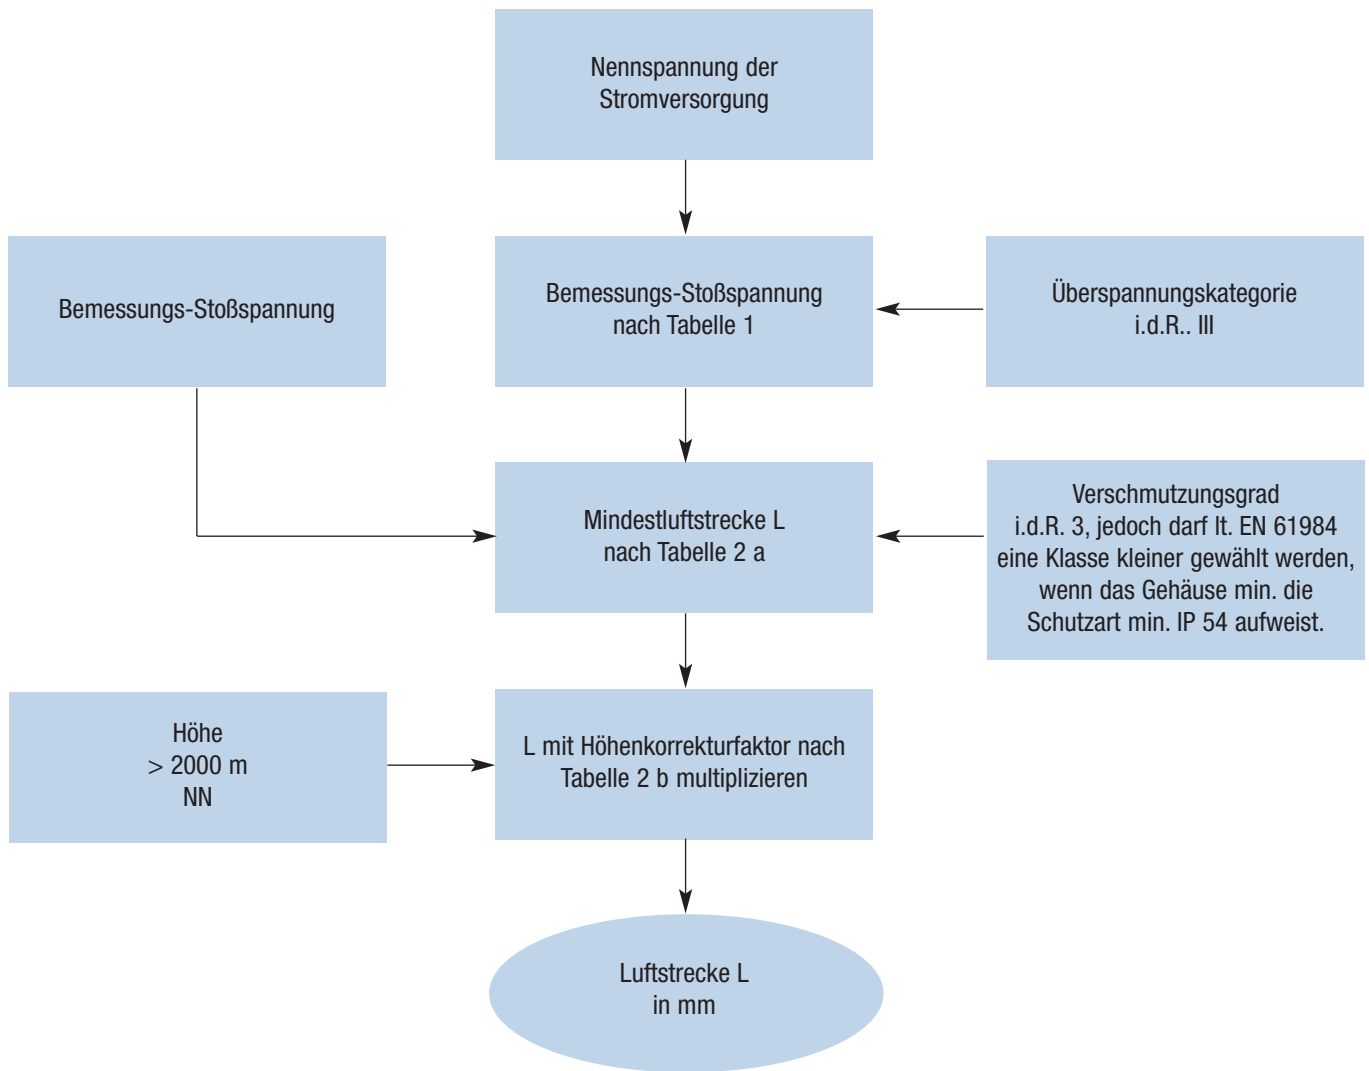 Nennspannung der
Stromversorgung
Bemessungs-Stoßspannung
Bemessungs-Stoßspannung
nach Tabelle 1
Überspannungskategorie
i.d.R.. III
Mindestluftstrecke L
nach Tabelle 2 a
Verschmutzungsgrad
i.d.R. 3, jedoch darf lt. EN 61984
eine Klasse kleiner gewählt werden,
wenn das Gehäuse min. die
Schutzart min. IP 54 aufweist.
Höhe
> 2000 m
NN
L mit Höhenkorrekturfaktor nach
Tabelle 2 b multiplizieren
Luftstrecke L
in mm